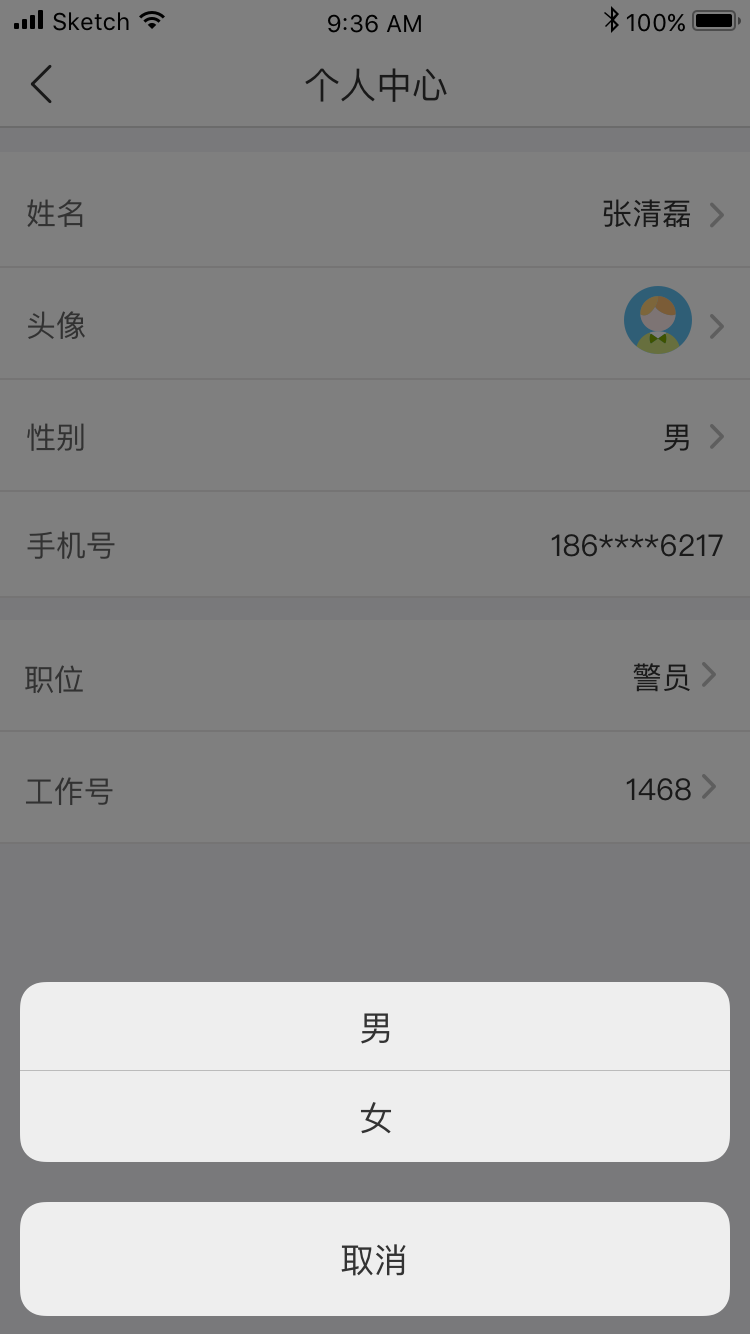 Sketch 9:36 AM 100%
个人中心
姓名 张清磊
头像
性别 男
手机号 186****6217
职位 警员
工作号 1468
男
女
取消